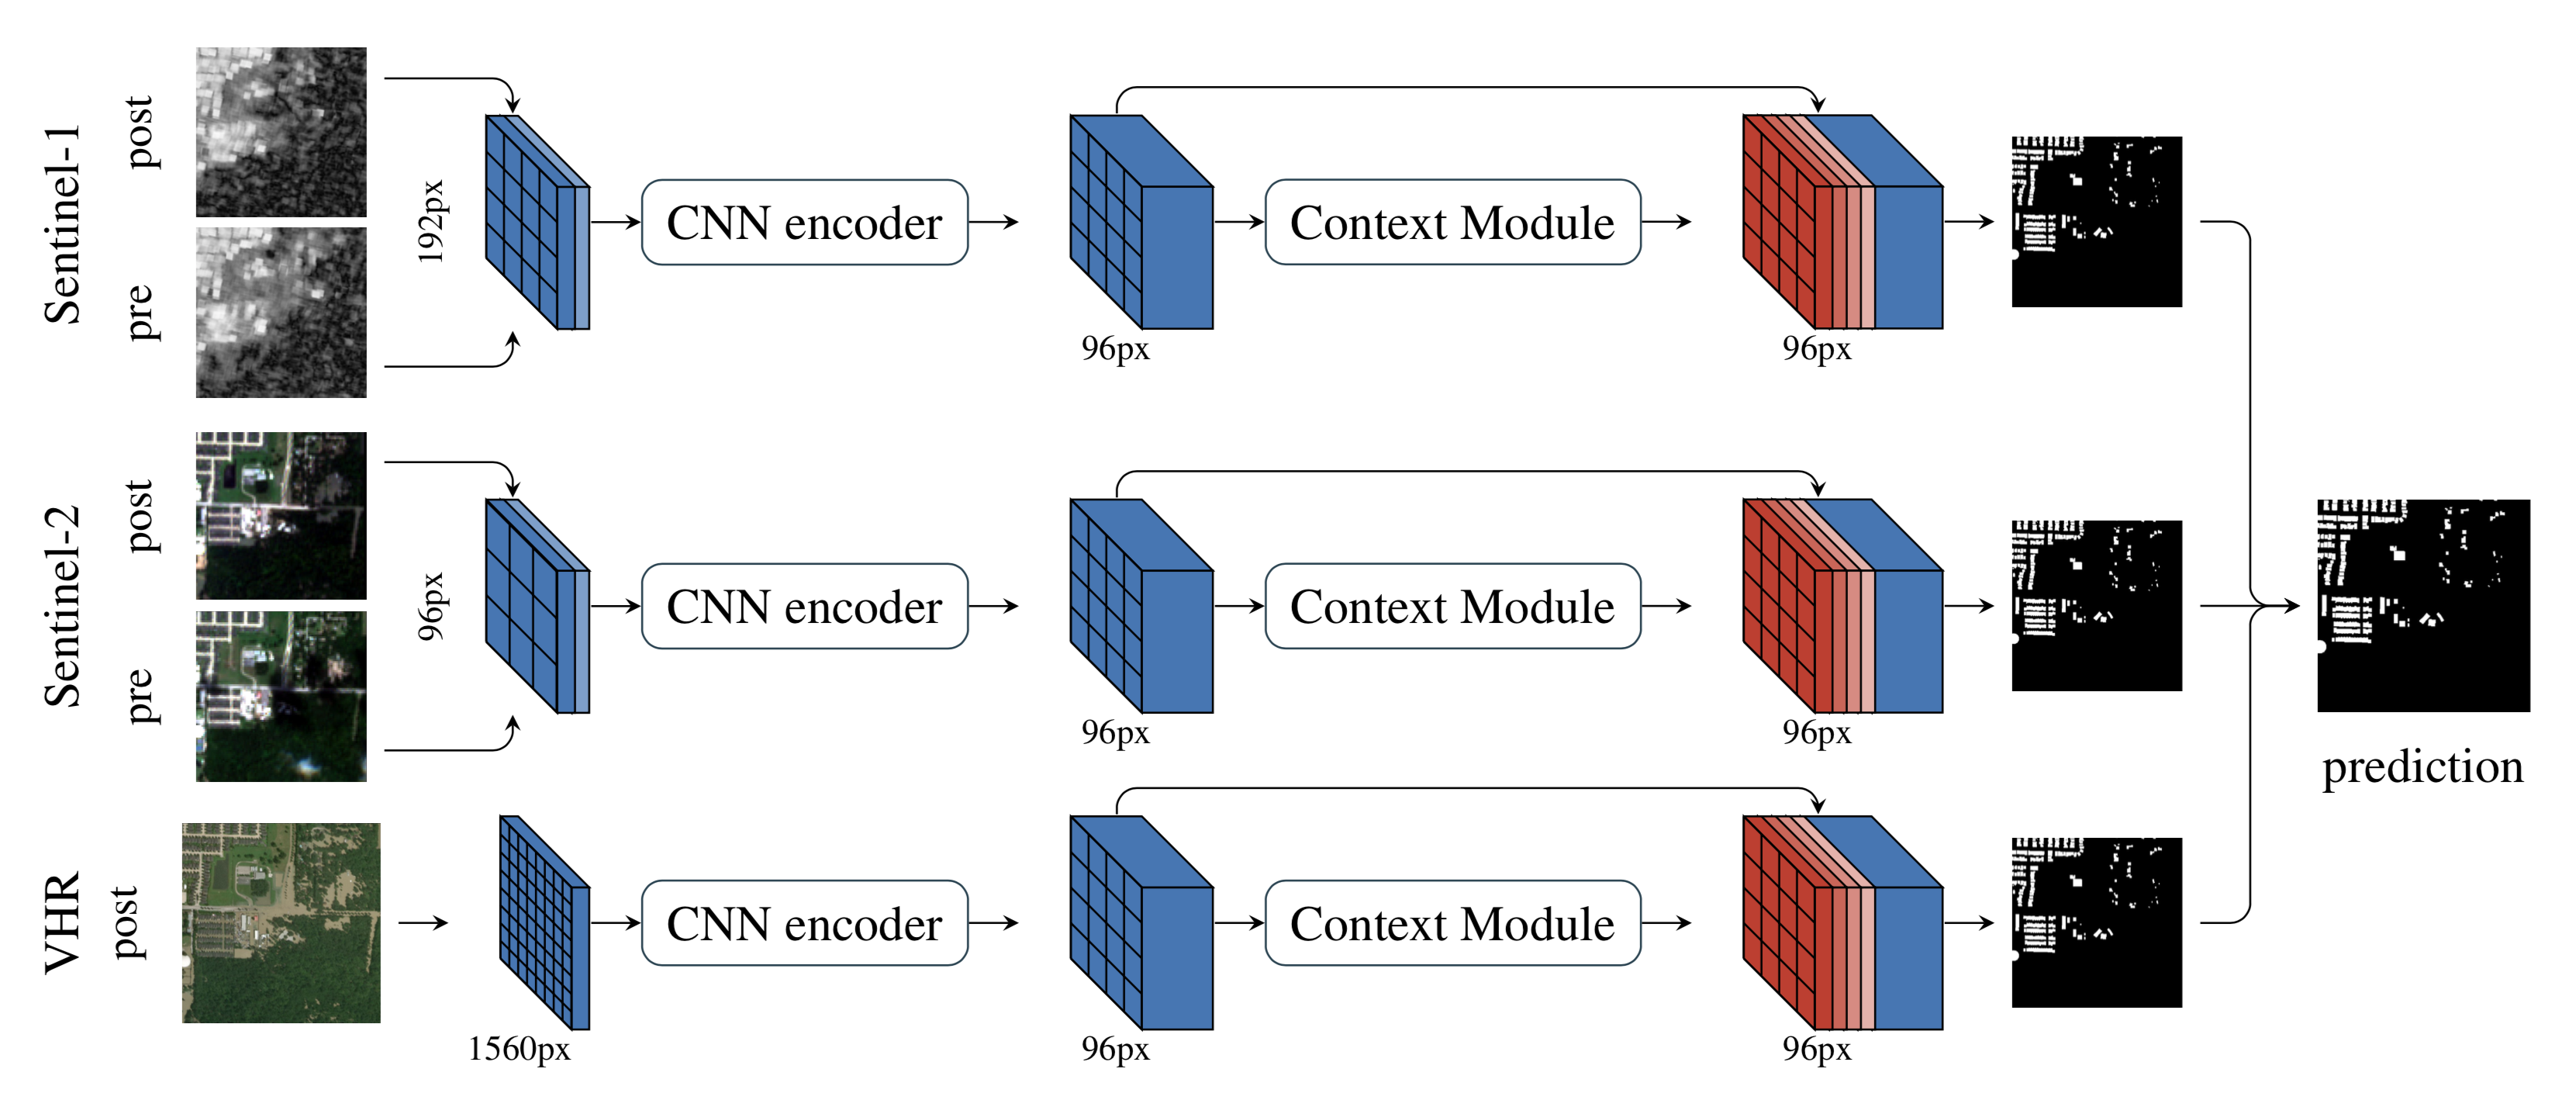 Sentinel-1
post
pre
192px
CNN encoder
96px
Context Module
96px
Sentinel-2
post
pre
96px
CNN encoder
96px
Context Module
96px
prediction
VHR
post
1560px
CNN encoder
96px
Context Module
96px